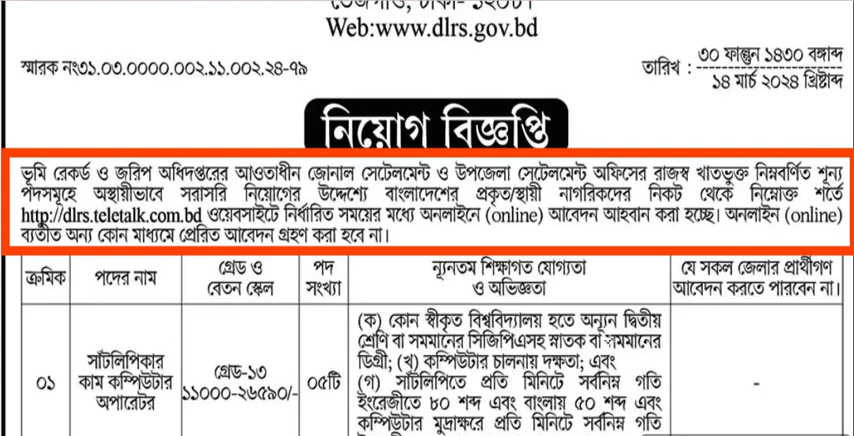 তেজগাঁও, ঢাকা- ১২০৮।
Web:www.dlrs.gov.bd
স্মারক নং৩১.০৩.০০০০.০০২.১১.০০২.২৪-৭৯
তারিখ :
৩০ ফাল্গুন ১৪৩০ বঙ্গাব্দ
১৪ মার্চ ২০২৪ খ্রিষ্টাব্দ
নিয়োগ বিজ্ঞপ্তি
ভূমি রেকর্ড ও জরিপ অধিদপ্তরের আওতাধীন জোনাল সেটেলমেন্ট ও উপজেলা সেটেলমেন্ট অফিসের রাজস্ব খাতভুক্ত নিম্নবর্ণিত শূন্য
পদসমূহে অস্থায়ীভাবে সরাসরি নিয়োগের উদ্দেশ্যে বাংলাদেশের প্রকৃত/স্থায়ী নাগরিকদের নিকট থেকে নিম্নোক্ত শর্তে
http://dlrs.teletalk.com.bd ওয়েবসাইটে নির্ধারিত সময়ের মধ্যে অনলাইনে (online) আবেদন আহবান করা হচ্ছে। অনলাইন (online)
ব্যতীত অন্য কোন মাধ্যমে প্রেরিত আবেদন গ্রহণ করা হবে না।
ক্রমিক
পদের নাম
গ্রেড ও
বেতন স্কেল
পদ
সংখ্যা
ন্যূনতম শিক্ষাগত যোগ্যতা
ও অভিজ্ঞতা
যে সকল জেলার প্রার্থীগণ
আবেদন করতে পারবেন না।
০১
সাঁটলিপিকার
কাম কম্পিউটার
অপারেটর
গ্রেড-১৩
১১০০০-২৬৫৯০/-
০৫টি
(ক) কোন স্বীকৃত বিশ্ববিদ্যালয় হতে অন্যূন দ্বিতীয়
শ্রেণি বা সমমানের সিজিপিএসহ স্নাতক বা সমমানের
ডিগ্রী; (খ) কম্পিউটার চালনায় দক্ষতা; এবং
(গ) সাঁটলিপিতে প্রতি মিনিটে সর্বনিম্ন গতি
ইংরেজীতে ৮০ শব্দ এবং বাংলায় ৫০ শব্দ এবং
কম্পিউটার মুদ্রাক্ষরে প্রতি মিনিটে সর্বনিম্ন গতি
-